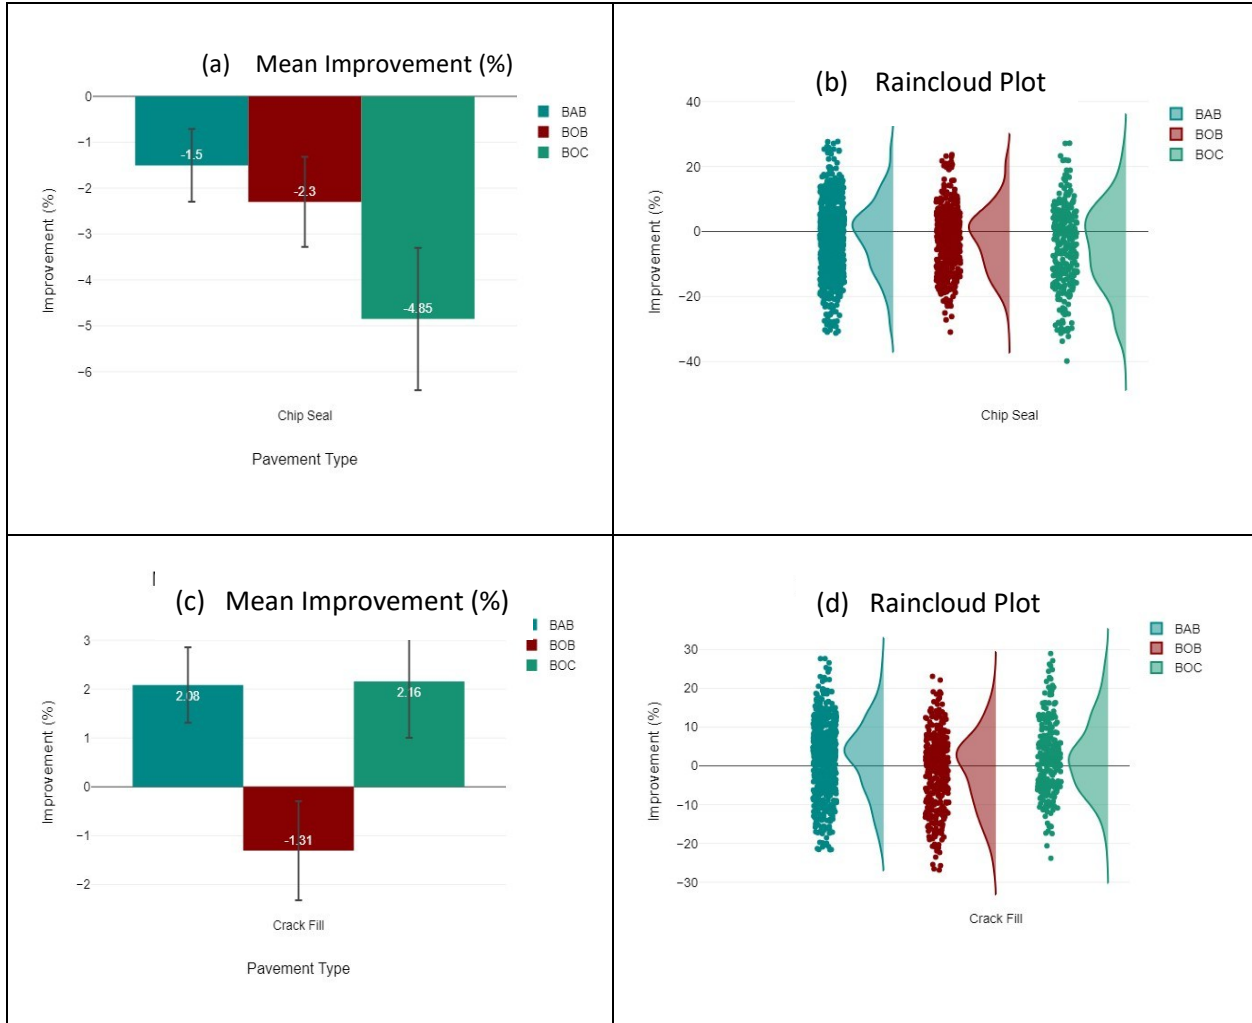 (a) Mean Improvement (%)
0
−1
−2
−3
−4
−5
−6
Improvement (%)
-1.5
-2.3
-4.85
BAB
BOB
BOC
Chip Seal
Pavement Type
(b) Raincloud Plot
40
20
0
−20
−40
Improvement (%)
BAB
BOB
BOC
Chip Seal
(c) Mean Improvement (%)
3
2
1
0
−1
−2
Improvement (%)
2.08
-1.31
2.16
BAB
BOB
BOC
Crack Fill
Pavement Type
(d) Raincloud Plot
30
20
10
0
−10
−20
−30
Improvement (%)
BAB
BOB
BOC
Crack Fill